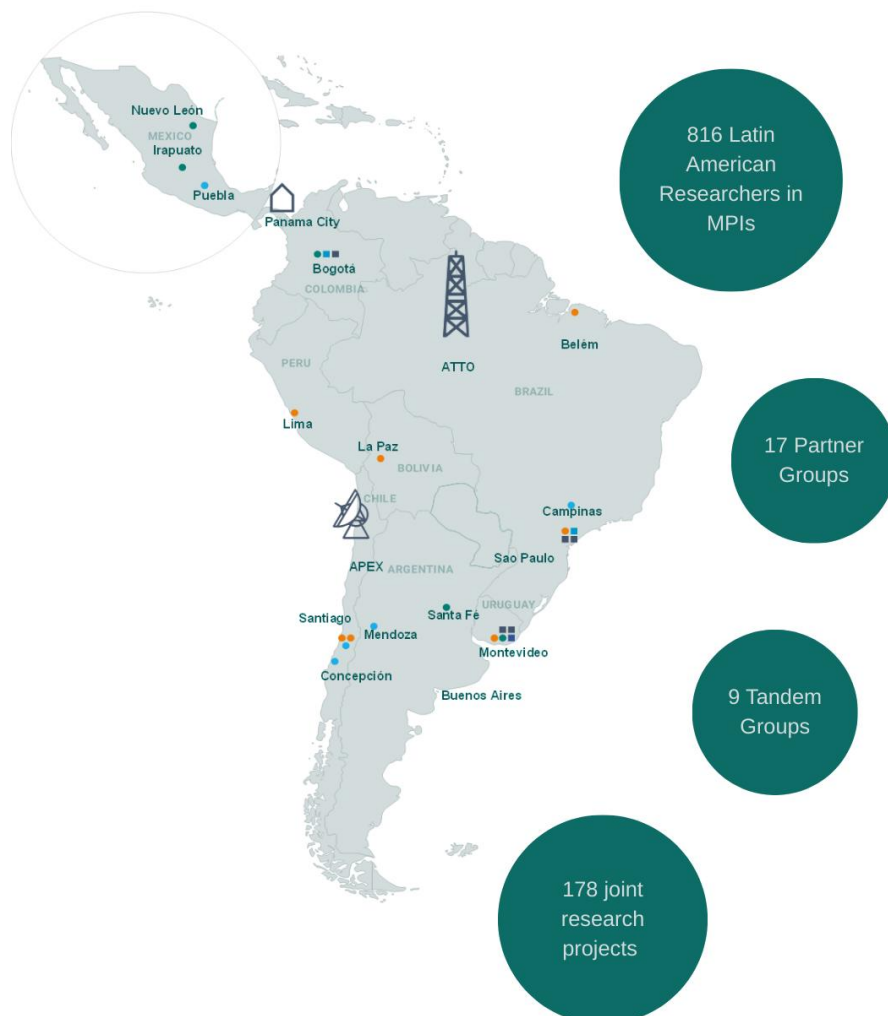 Nuevo León
MEXICO
Irapuato
Puebla
Panama City
Bogotá
COLOMBIA
ATTO
Belém
PERU
BRAZIL
Lima
La Paz
BOLIVIA
CHILE
Campinas
Sao Paulo
APEX
ARGENTINA
Santa Fé
URUGUAY
Santiago
Mendoza
Montevideo
Concepción
Buenos Aires
816 Latin
American
Researchers in
MPIs
17 Partner
Groups
9 Tandem
Groups
178 joint
research
projects